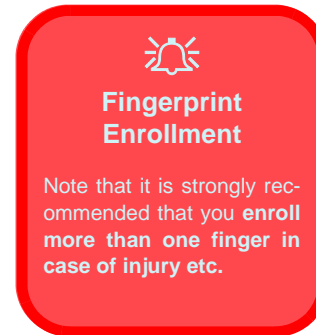 Fingerprint
Enrollment
Note that it is strongly rec-
ommended that you enroll
more than one finger in
case of injury etc.